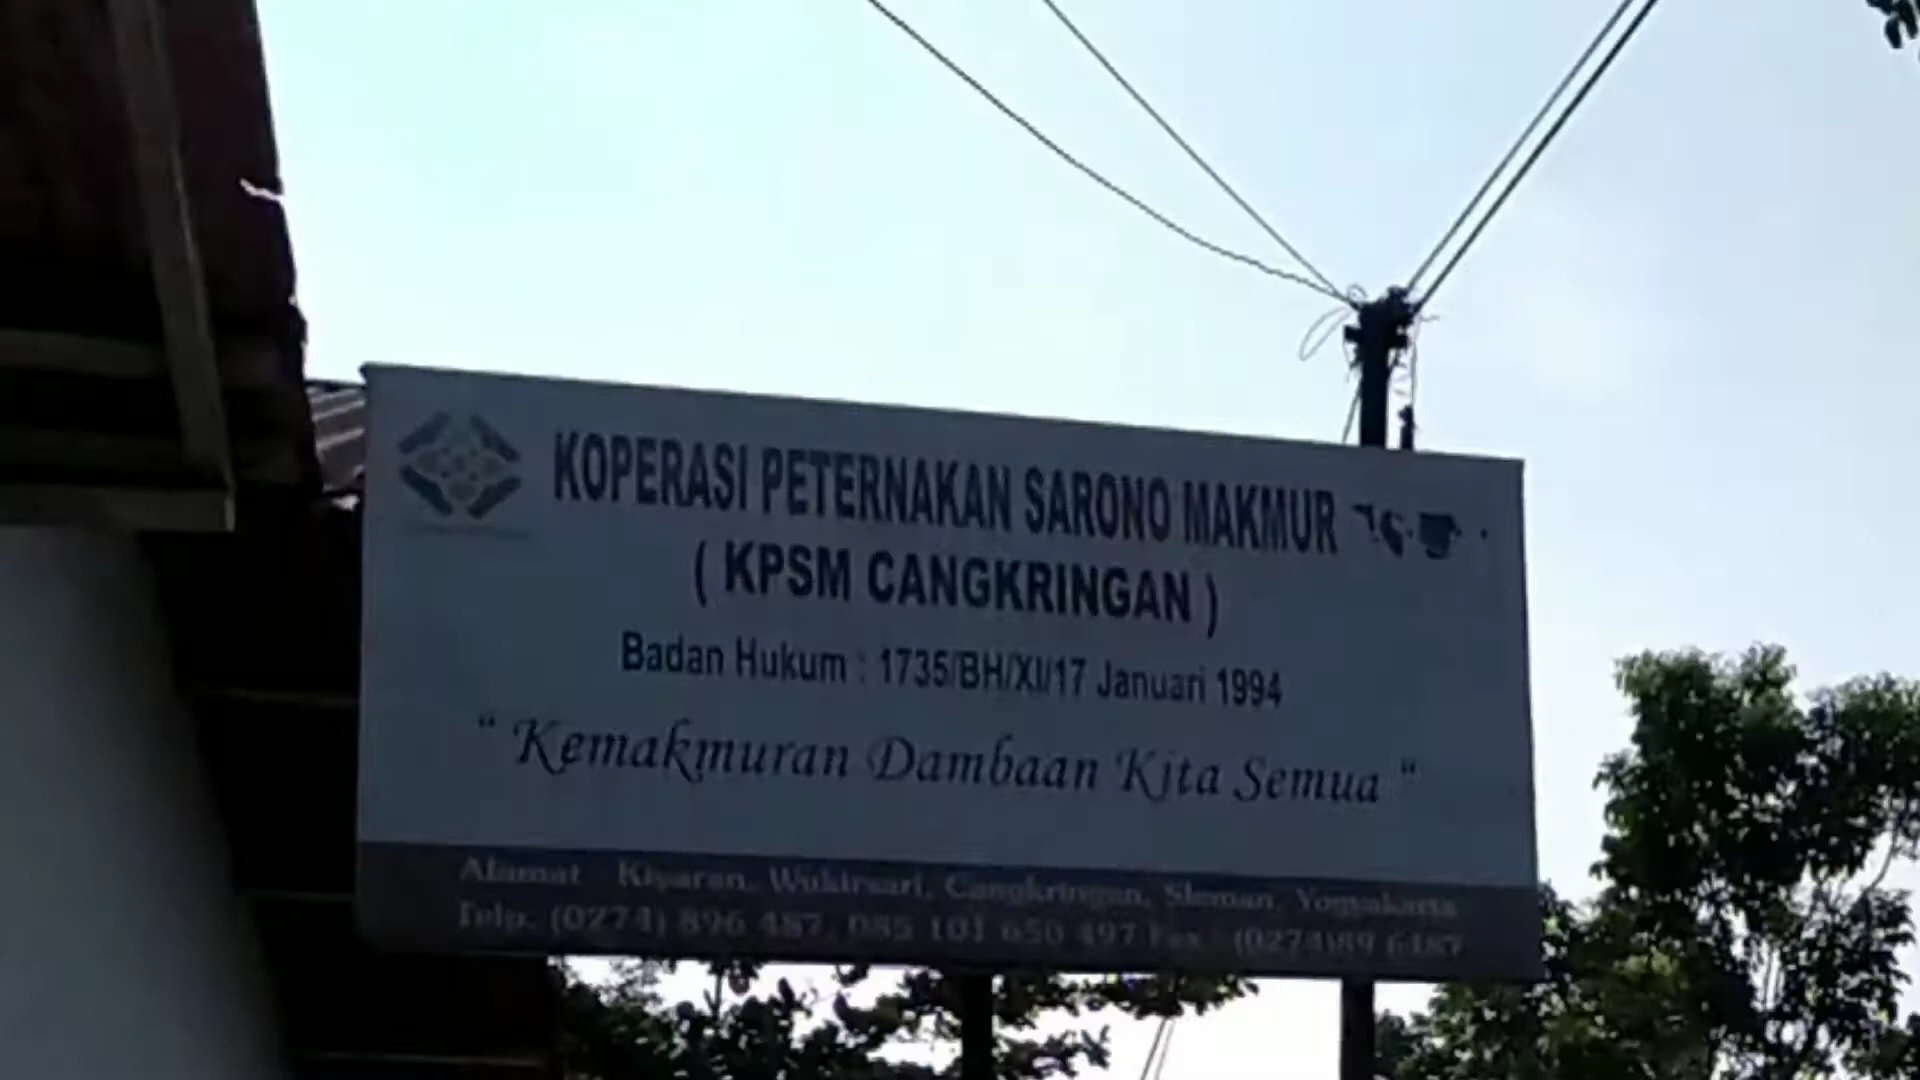 KOPERASI PETERNAKAN SARONO MAKMUR
( KPSM CANGKRINGAN )
Badan Hukum : 1735/BH/XI/17 Januari 1994
“ Kemakmuran Dambaan Kita Semua “
Alamat Kiyaran, Wukirsari, Cangkringan, Sleman, Yogyakarta
Telp. (0274) 896 487, 085 101 650 497 Fax : (0274)89 6487